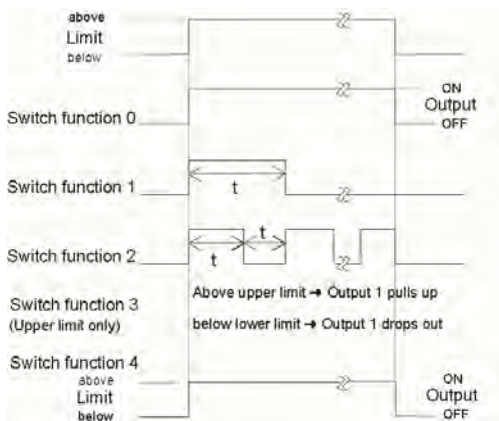 above
Limit
below
ON
Switch function 0
Output
OFF
Switch function 1
t
Switch function 2
t
t
Switch function 3
(Upper limit only)
Above upper limit → Output 1 pulls up
below lower limit → Output 1 drops out
Switch function 4
above
Limit
below
ON
Output
OFF